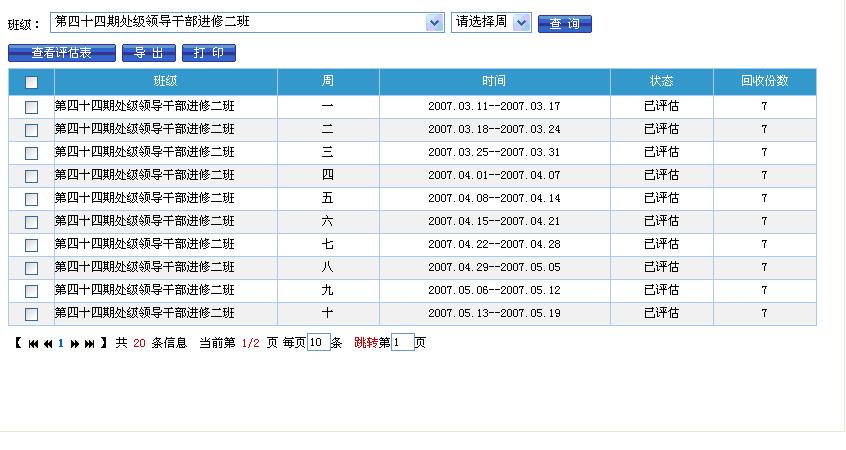 班级： 第四十四期处级领导干部进修二班 请选择周 查 询
查看评估表 导 出 打 印
班级 周 时间 状态 回收份数
第四十四期处级领导干部进修二班 一 2007.03.11--2007.03.17 已评估 7
第四十四期处级领导干部进修二班 二 2007.03.18--2007.03.24 已评估 7
第四十四期处级领导干部进修二班 三 2007.03.25--2007.03.31 已评估 7
第四十四期处级领导干部进修二班 四 2007.04.01--2007.04.07 已评估 7
第四十四期处级领导干部进修二班 五 2007.04.08--2007.04.14 已评估 7
第四十四期处级领导干部进修二班 六 2007.04.15--2007.04.21 已评估 7
第四十四期处级领导干部进修二班 七 2007.04.22--2007.04.28 已评估 7
第四十四期处级领导干部进修二班 八 2007.04.29--2007.05.05 已评估 7
第四十四期处级领导干部进修二班 九 2007.05.06--2007.05.12 已评估 7
第四十四期处级领导干部进修二班 十 2007.05.13--2007.05.19 已评估 7
【 1 】 共 20 条信息 当前第 1/2 页 每页10条 跳转第1页